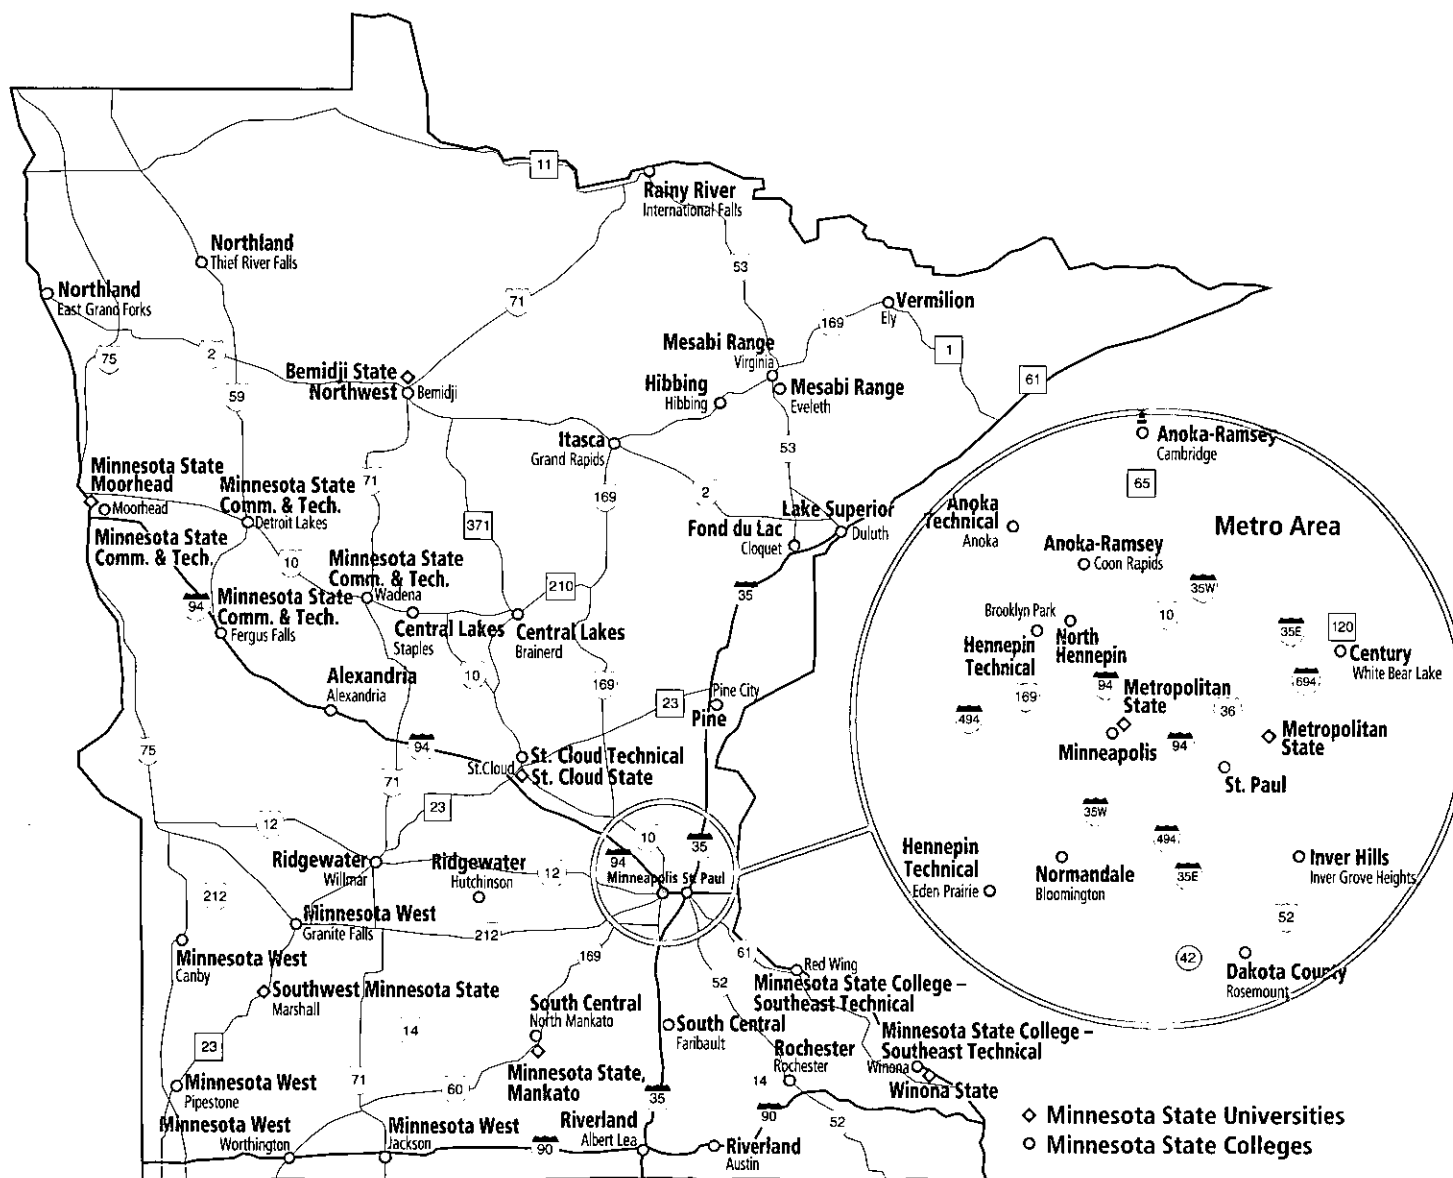 11
Rainy River
International Falls
Northland
Thief River Falls
53
Northland
East Grand Forks
71
Vermilion
Ely
169
75
2
Mesabi Range
Virginia
1
Bemidji State
Northwest
Bemidji
59
Hibbing
Hibbing
Mesabi Range
Eveleth
61
Itasca
Grand Rapids
53
Minnesota State
Moorhead
Moorhead
Minnesota State
Comm. & Tech.
Detroit Lakes
71
169
2
371
Lake Superior
Duluth
Fond du Lac
Cloquet
Minnesota State
Comm. & Tech.
10
Minnesota State
Comm. & Tech.
Wadena
210
35
94
Minnesota State
Comm. & Tech.
Fergus Falls
Central Lakes
Staples
Central Lakes
Brainerd
10
169
Alexandria
Alexandria
23
Pine City
Pine
75
94
St. Cloud Technical
St.Cloud
St. Cloud State
71
23
12
10
35
94
Ridgewater
Willmar
Ridgewater
Hutchinson
12
Minneapolis
St. Paul
212
Minnesota West
Granite Falls
212
169
61
Minnesota West
Canby
Red Wing
Minnesota State College –
Southeast Technical
52
Southwest Minnesota State
Marshall
South Central
North Mankato
14
South Central
Faribault
Minnesota State College –
Southeast Technical
Winona
Winona State
23
Rochester
Rochester
14
Minnesota West
Pipestone
71
60
Minnesota State,
Mankato
35
90
52
Minnesota West
Worthington
Minnesota West
Jackson
90
Riverland
Albert Lea
Riverland
Austin
Anoka-Ramsey
Cambridge
65
Anoka
Technical
Anoka
Metro Area
Anoka-Ramsey
Coon Rapids
35W
10
Brooklyn Park
North
Hennepin
Hennepin
Technical
35E
120
Century
White Bear Lake
694
169
94
Metropolitan
State
36
494
Minneapolis
94
Metropolitan
State
St. Paul
35W
494
Hennepin
Technical
Eden Prairie
Normandale
Bloomington
35E
Inver Hills
Inver Grove Heights
52
42
Dakota County
Rosemount
Minnesota State Universities
Minnesota State Colleges